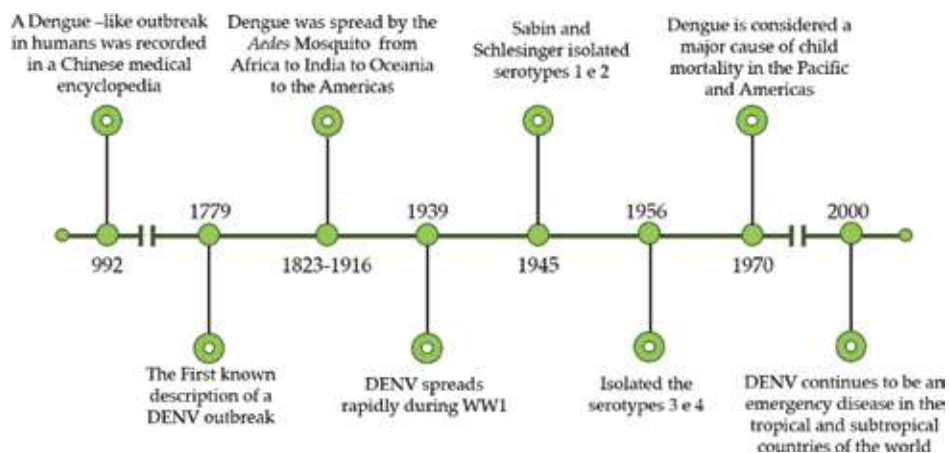 A Dengue –like outbreak
in humans was recorded
in a Chinese medical
encyclopedia
Dengue was spread by the
Aedes Mosquito from
Africa to India to Oceania
to the Americas
Sabin and
Schlesinger isolated
serotypes 1 e 2
Dengue is considered a
major cause of child
mortality in the Pacific
and Americas
1779
1939
1956
2000
992
1823-1916
1945
1970
The First known
description of a
DENV outbreak
DENV spreads
rapidly during WW1
Isolated the
serotypes 3 e 4
DENV continues to be an
emergency disease in the
tropical and subtropical
countries of the world